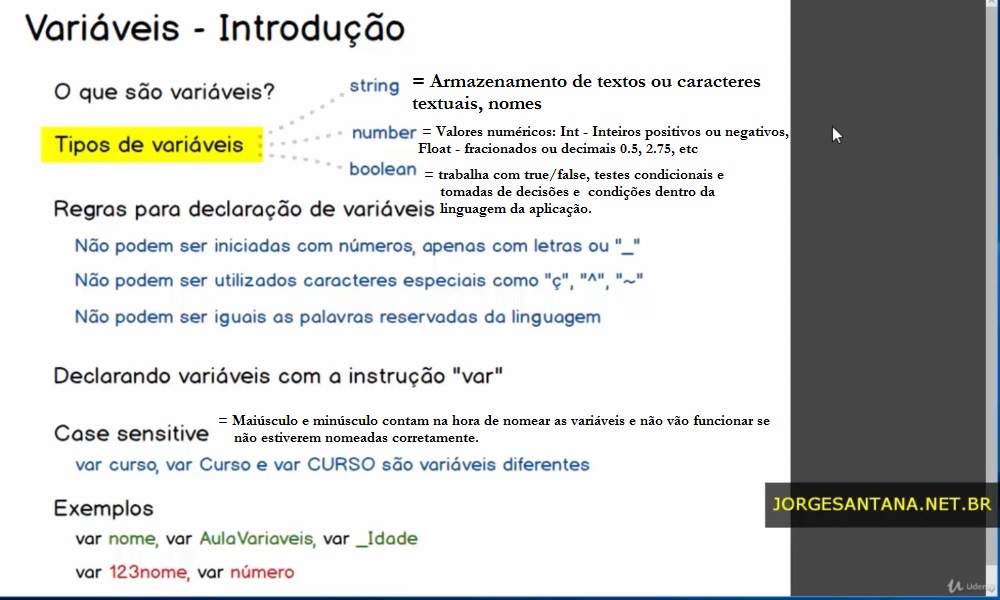 Variáveis - Introdução
O que são variáveis?
string = Armazenamento de textos ou caracteres
textuais, nomes
Tipos de variáveis
number = Valores numéricos: Int - Inteiros positivos ou negativos,
Float - fracionados ou decimais 0.5, 2.75, etc
boolean = trabalha com true/false, testes condicionais e
tomadas de decisões e condições dentro da
linguagem da aplicação.
Regras para declaração de variáveis
Não podem ser iniciadas com números, apenas com letras ou "_"
Não podem ser utilizados caracteres especiais como "ç", "^", "~"
Não podem ser iguais as palavras reservadas da linguagem
Declarando variáveis com a instrução "var"
Case sensitive = Maiúsculo e minúsculo contam na hora de nomear as variáveis e não vão funcionar se
não estiverem nomeadas corretamente.
var curso, var Curso e var CURSO são variáveis diferentes
JORGESANTANA.NET.BR
Exemplos
var nome, var AulaVariaveis, var _Idade
var 123nome, var número
Udemy